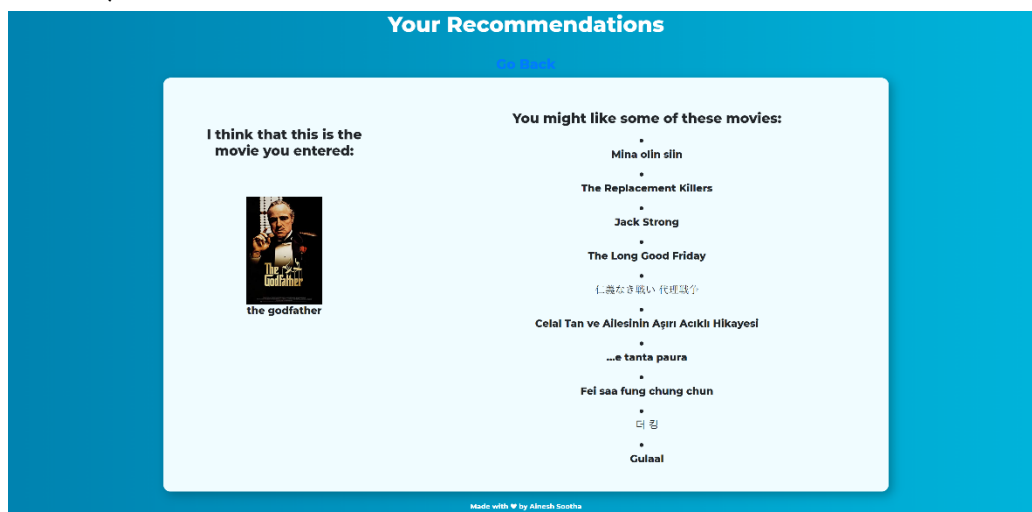 Your Recommendations
Go Back
I think that this is the
movie you entered:
The
Godfather
the godfather
You might like some of these movies:
Mina olin siin
The Replacement Killers
Jack Strong
The Long Good Friday
仁義なき戦い 代理戦争
Celal Tan ve Ailesinin Aşırı Acıklı Hikayesi
...e tanta paura
Fei saa fung chung chun
더 킹
Gulaal
Made with ♥ by Ainesh Sootha